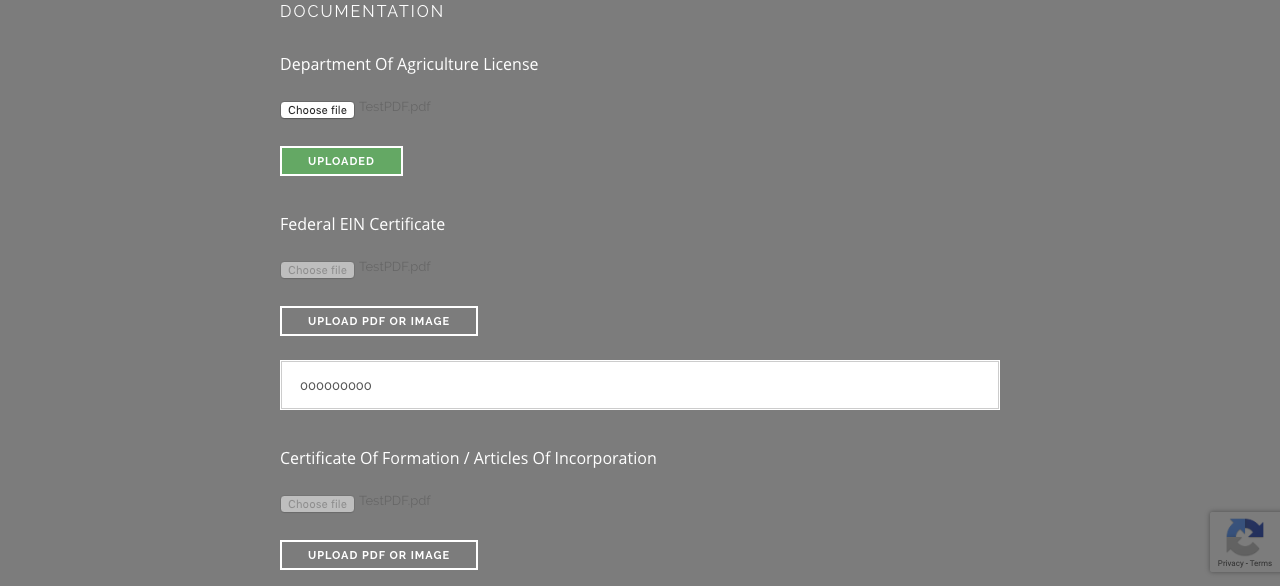 DOCUMENTATION
Department Of Agriculture License
Choose file TestPDF.pdf
UPLOADED
Federal EIN Certificate
Choose file TestPDF.pdf
UPLOAD PDF OR IMAGE
000000000
Certificate Of Formation / Articles Of Incorporation
Choose file TestPDF.pdf
UPLOAD PDF OR IMAGE
Privacy - Terms